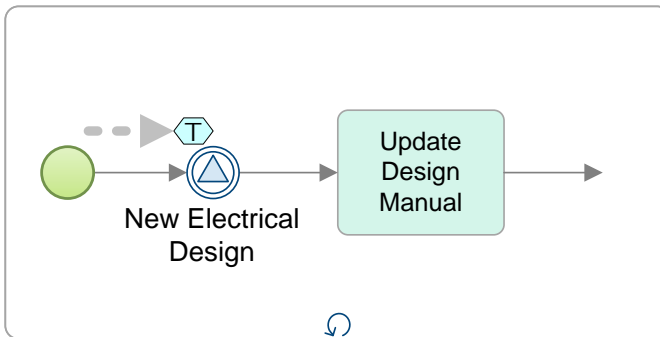 T
New Electrical
Design
Update
Design
Manual